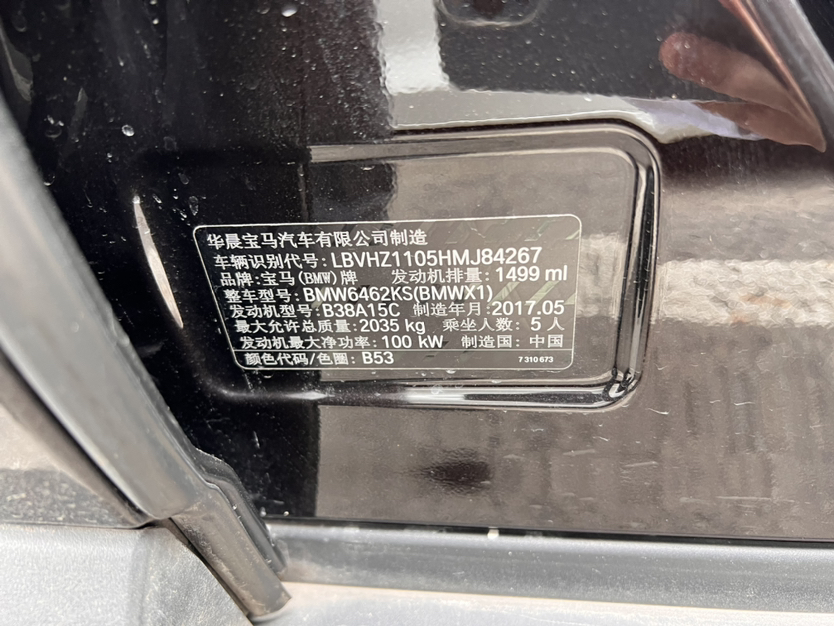 华晨宝马汽车有限公司制造
车辆识别代号: LBVHZ1105HMJ84267
品牌: 宝马(BMW)牌 发动机排量: 1499 ml
整车型号: BMW6462KS(BMWX1)
发动机型号: B38A15C 制造年月: 2017.05
最大允许总质量: 2035 kg 乘坐人数: 5 人
发动机最大净功率: 100 kW 制造国: 中国
颜色代码/色圈: B53 7 310 673